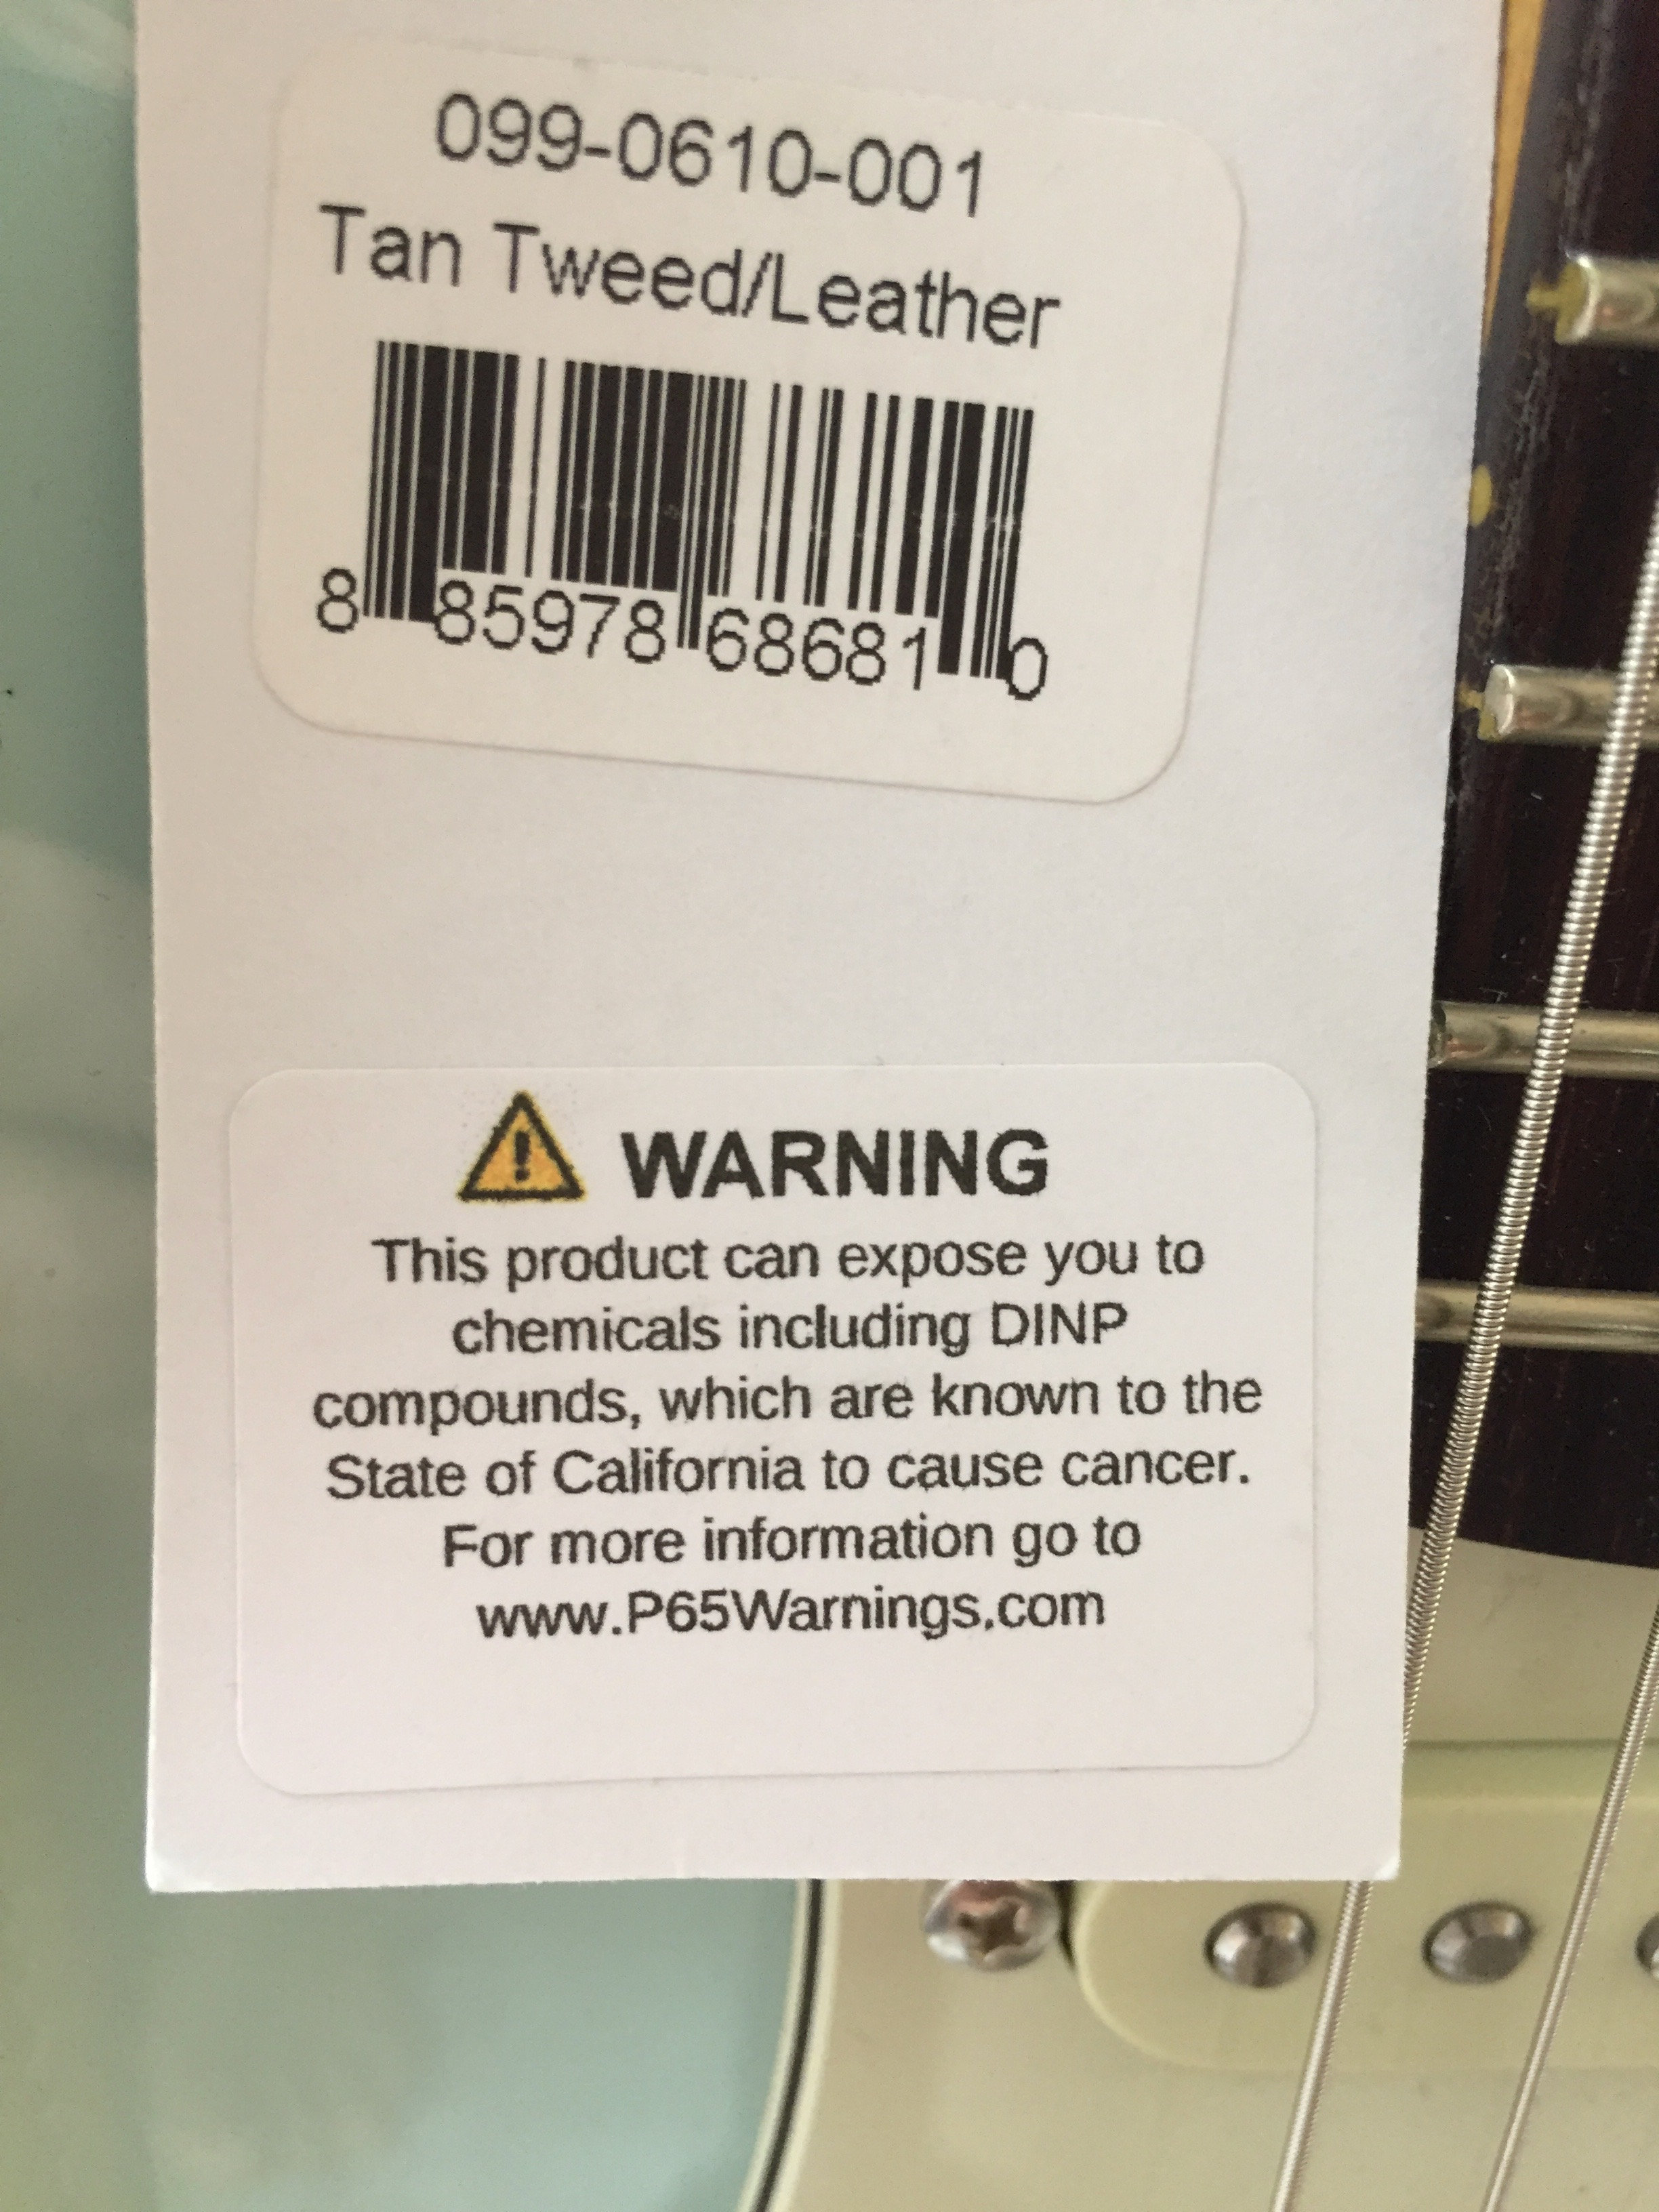 099-0610-001
Tan Tweed/Leather
8 85978 68681 0
WARNING
This product can expose you to
chemicals including DINP
compounds, which are known to the
State of California to cause cancer.
For more information go to
www.P65Warnings.com